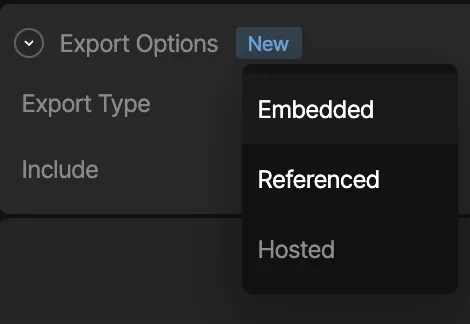 Export Options New
Export Type
Embedded
Include
Referenced
Hosted